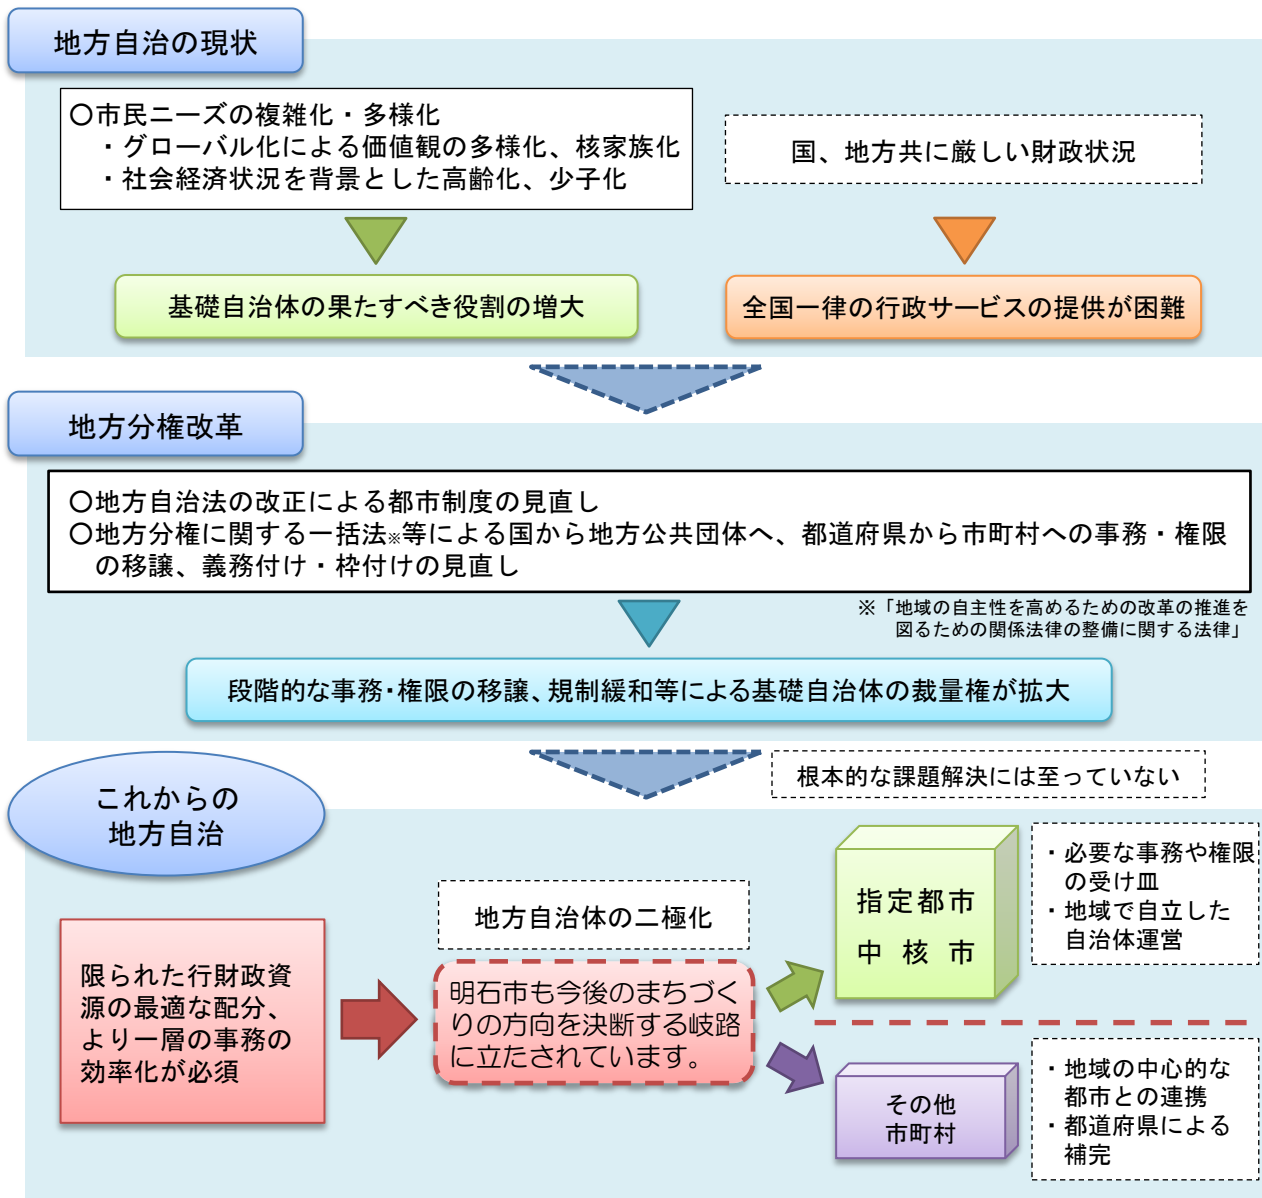 地方自治の現状
〇市民ニーズの複雑化・多様化
・グローバル化による価値観の多様化、核家族化
・社会経済状況を背景とした高齢化、少子化
国、地方共に厳しい財政状況
基礎自治体の果たすべき役割の増大
全国一律の行政サービスの提供が困難
地方分権改革
〇地方自治法の改正による都市制度の見直し
〇地方分権に関する一括法※等による国から地方公共団体へ、都道府県から市町村への事務・権限
の移譲、義務付け・枠付けの見直し
※「地域の自主性を高めるための改革の推進を
図るための関係法律の整備に関する法律」
段階的な事務・権限の移譲、規制緩和等による基礎自治体の裁量権が拡大
根本的な課題解決には至っていない
これからの
地方自治
限られた行財政資
源の最適な配分、
より一層の事務の
効率化が必須
地方自治体の二極化
明石市も今後のまちづく
りの方向を決断する岐路
に立たされています。
指定都市
中核市
・必要な事務や権限
の受け皿
・地域で自立した
自治体運営
その他
市町村
・地域の中心的な
都市との連携
・都道府県による
補完